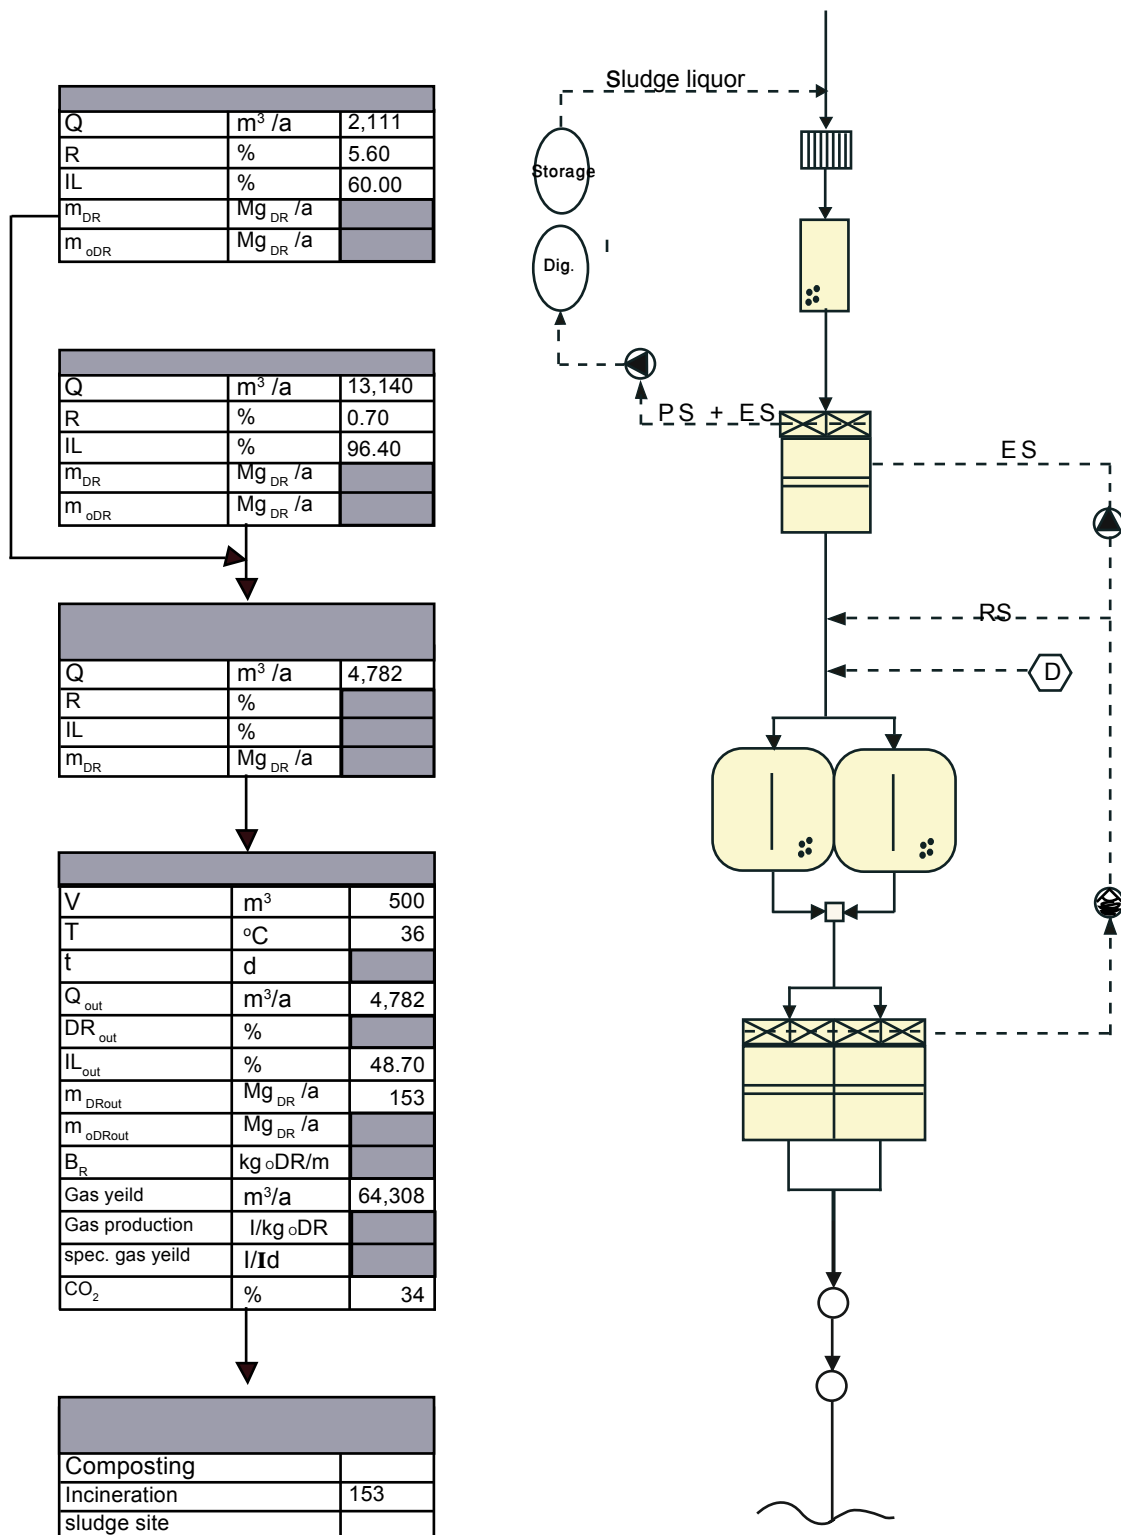 Q m³ /a 2,111
R % 5.60
IL % 60.00
m DR Mg DR /a
m oDR Mg DR /a
Q m³ /a 13,140
R % 0.70
IL % 96.40
m DR Mg DR /a
m oDR Mg DR /a
Q m³ /a 4,782
R %
IL %
m DR Mg DR /a
V m³ 500
T °C 36
t d
Q out m³/a 4,782
DR out %
IL out % 48.70
m DRout Mg DR /a 153
m oDRout Mg DR /a
B R kg oDR/m
Gas yeild m³/a 64,308
Gas production l/kg oDR
spec. gas yeild l/Id
CO₂ % 34
Composting
Incineration 153
sludge site
Sludge liquor
Storage
Dig.
I
PS + ES
ES
RS
D